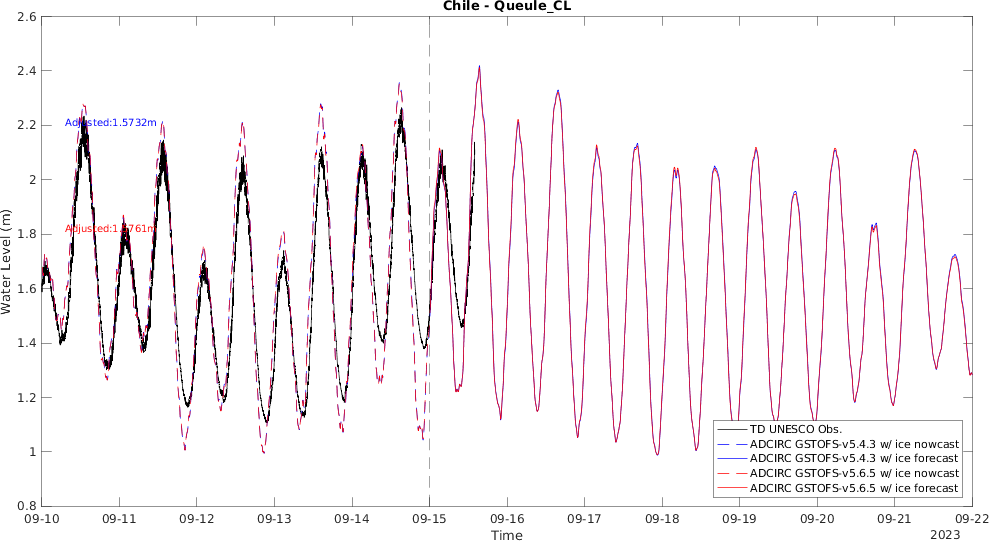 Chile - Queule_CL
2.6
2.4
2.2
2
1.8
1.6
1.4
1.2
1
0.8
Water Level (m)
Adjusted:1.5732m
TD UNESCO Obs.
ADCIRC GSTOFS-v5.4.3 w/ ice nowcast
ADCIRC GSTOFS-v5.4.3 w/ ice forecast
ADCIRC GSTOFS-v5.6.5 w/ ice nowcast
ADCIRC GSTOFS-v5.6.5 w/ ice forecast
09-10 09-11 09-12 09-13 09-14 09-15 09-16 09-17 09-18 09-19 09-20 09-21 09-22
Time
2023